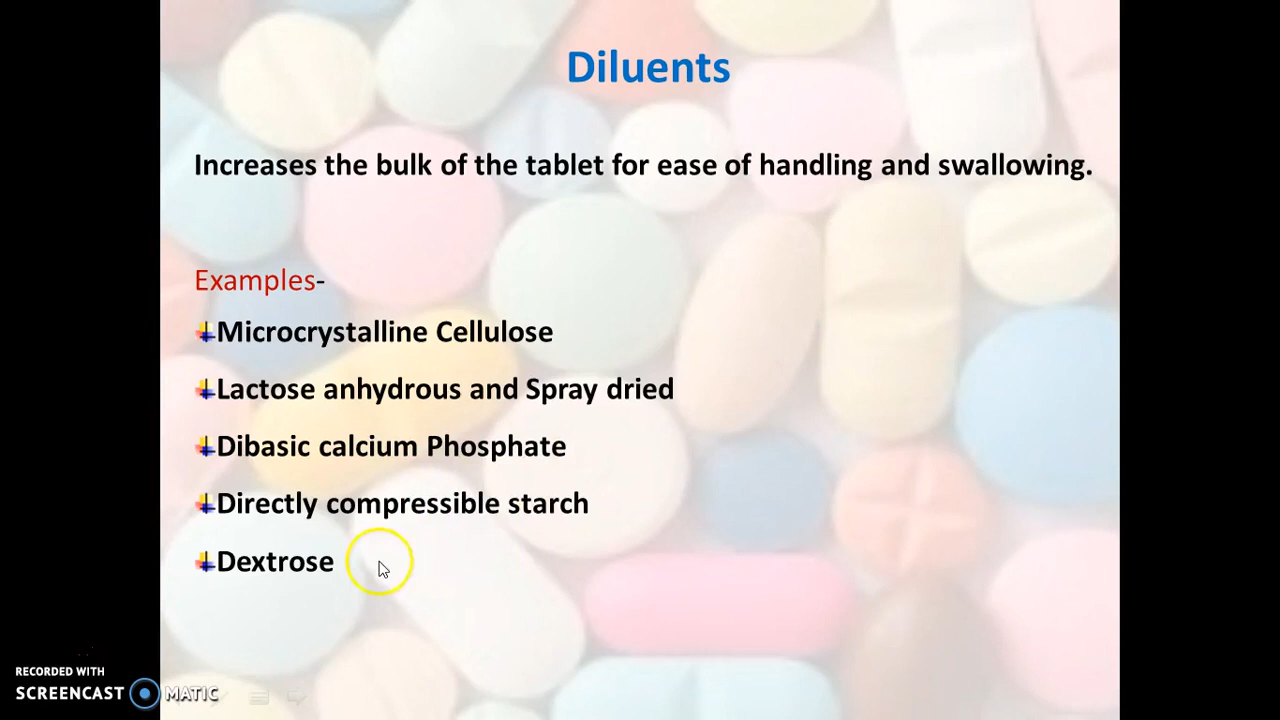 Diluents
Increases the bulk of the tablet for ease of handling and swallowing.
Examples-
Microcrystalline Cellulose
Lactose anhydrous and Spray dried
Dibasic calcium Phosphate
Directly compressible starch
Dextrose
RECORDED WITH
SCREENCAST MATIC